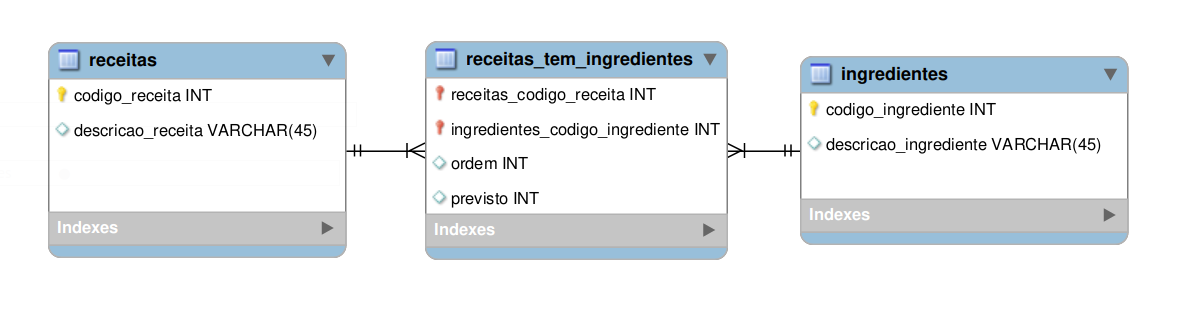 receitas
codigo_receita INT
descricao_receita VARCHAR(45)
Indexes
receitas_tem_ingredientes
receitas_codigo_receita INT
ingredientes_codigo_ingrediente INT
ordem INT
previsto INT
Indexes
ingredientes
codigo_ingrediente INT
descricao_ingrediente VARCHAR(45)
Indexes